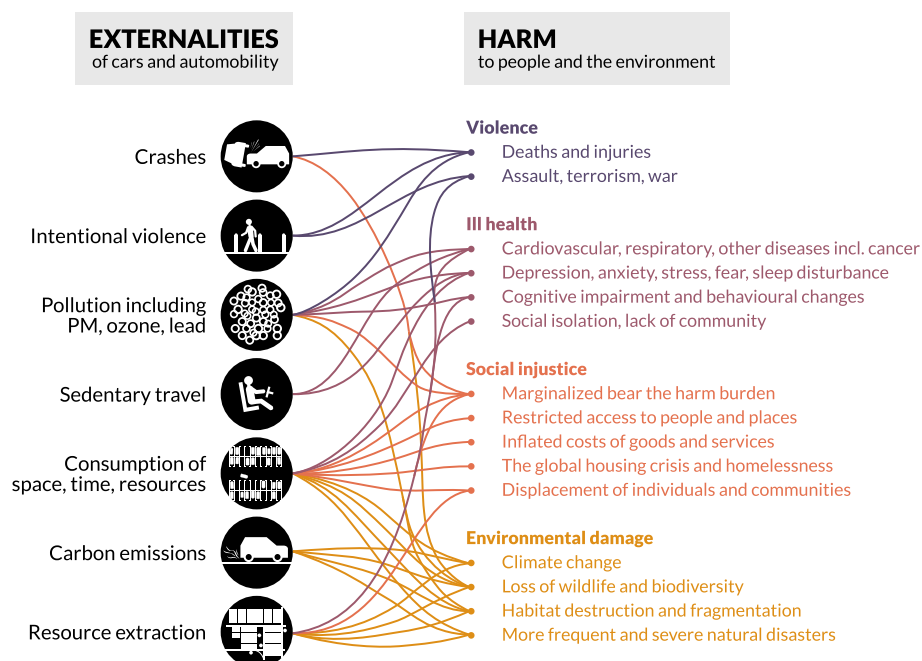 EXTERNALITIES
of cars and automobility
HARM
to people and the environment
Crashes
Intentional violence
Pollution including
PM, ozone, lead
Sedentary travel
Consumption of
space, time, resources
Carbon emissions
Resource extraction
Violence
Deaths and injuries
Assault, terrorism, war
Ill health
Cardiovascular, respiratory, other diseases incl. cancer
Depression, anxiety, stress, fear, sleep disturbance
Cognitive impairment and behavioural changes
Social isolation, lack of community
Social injustice
Marginalized bear the harm burden
Restricted access to people and places
Inflated costs of goods and services
The global housing crisis and homelessness
Displacement of individuals and communities
Environmental damage
Climate change
Loss of wildlife and biodiversity
Habitat destruction and fragmentation
More frequent and severe natural disasters